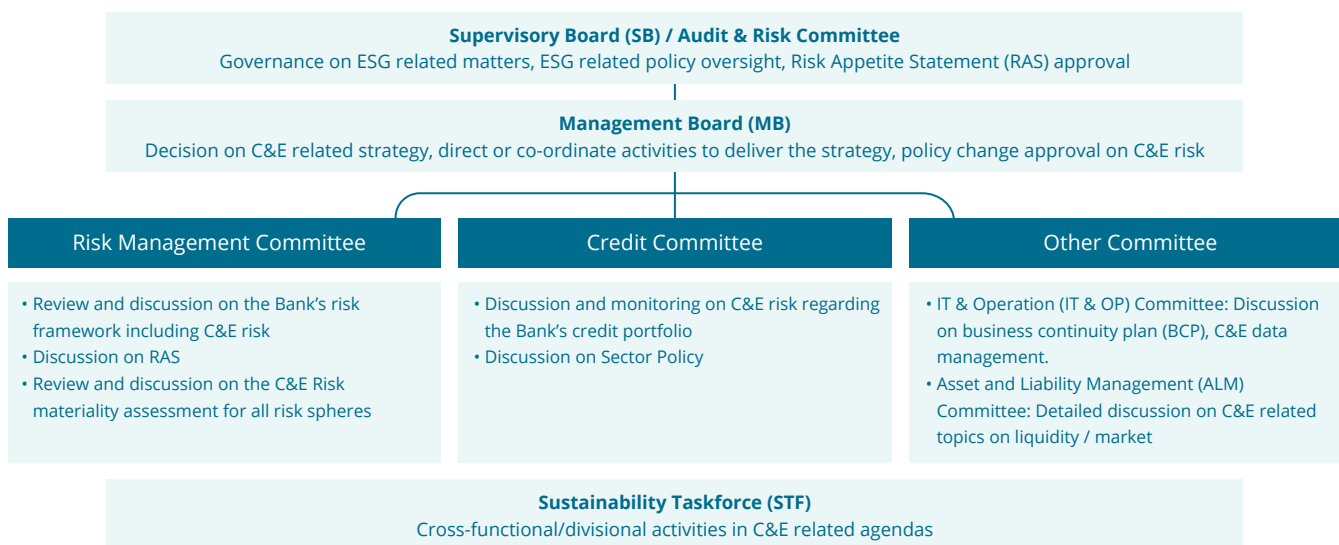 Supervisory Board (SB) / Audit & Risk Committee
Governance on ESG related matters, ESG related policy oversight, Risk Appetite Statement (RAS) approval
Management Board (MB)
Decision on C&E related strategy, direct or co-ordinate activities to deliver the strategy, policy change approval on C&E risk
Risk Management Committee
• Review and discussion on the Bank’s risk
framework including C&E risk
• Discussion on RAS
• Review and discussion on the C&E Risk
materiality assessment for all risk spheres
Credit Committee
• Discussion and monitoring on C&E risk regarding
the Bank’s credit portfolio
• Discussion on Sector Policy
Other Committee
• IT & Operation (IT & OP) Committee: Discussion
on business continuity plan (BCP), C&E data
management.
• Asset and Liability Management (ALM)
Committee: Detailed discussion on C&E related
topics on liquidity / market
Sustainability Taskforce (STF)
Cross-functional/divisional activities in C&E related agendas